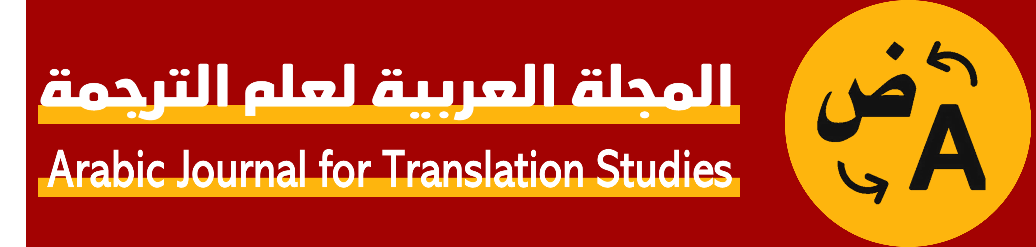 المجلة العربية لعلم الترجمة
Arabic Journal for Translation Studies
ض
A